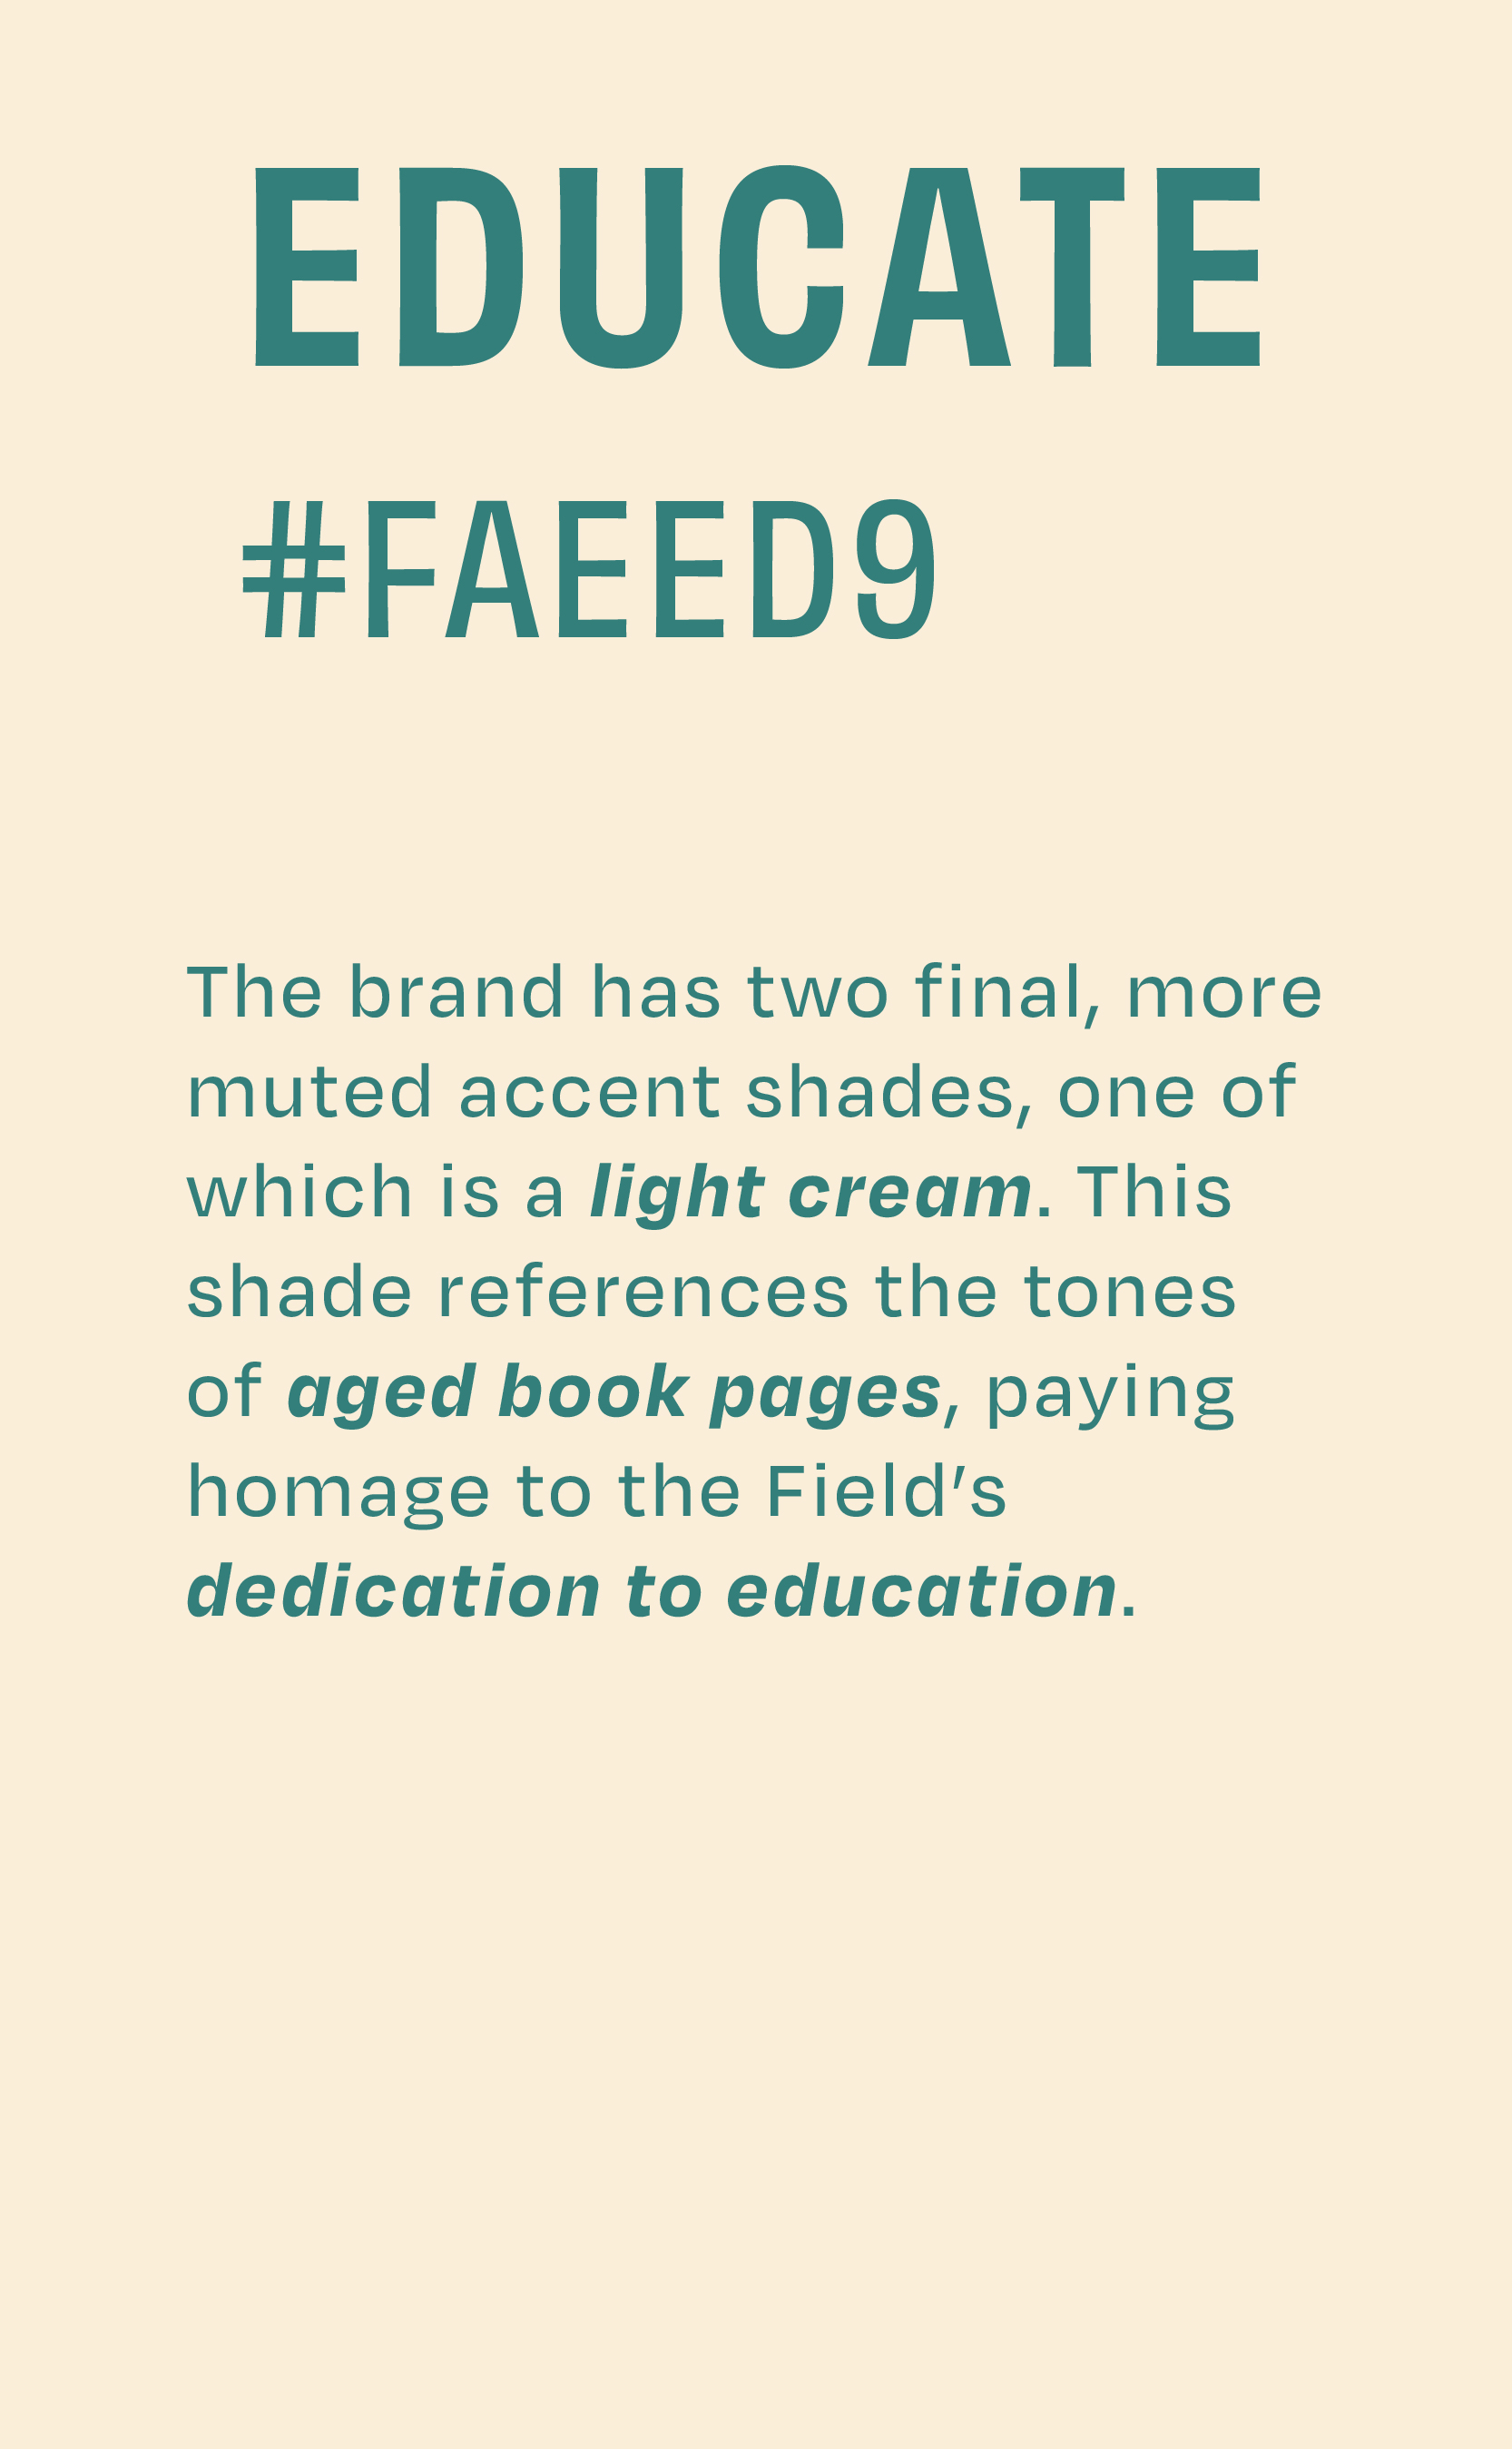 EDUCATE
#FAEED9
The brand has two final, more
muted accent shades, one of
which is a light cream. This
shade references the tones
of aged book pages, paying
homage to the Field’s
dedication to education.